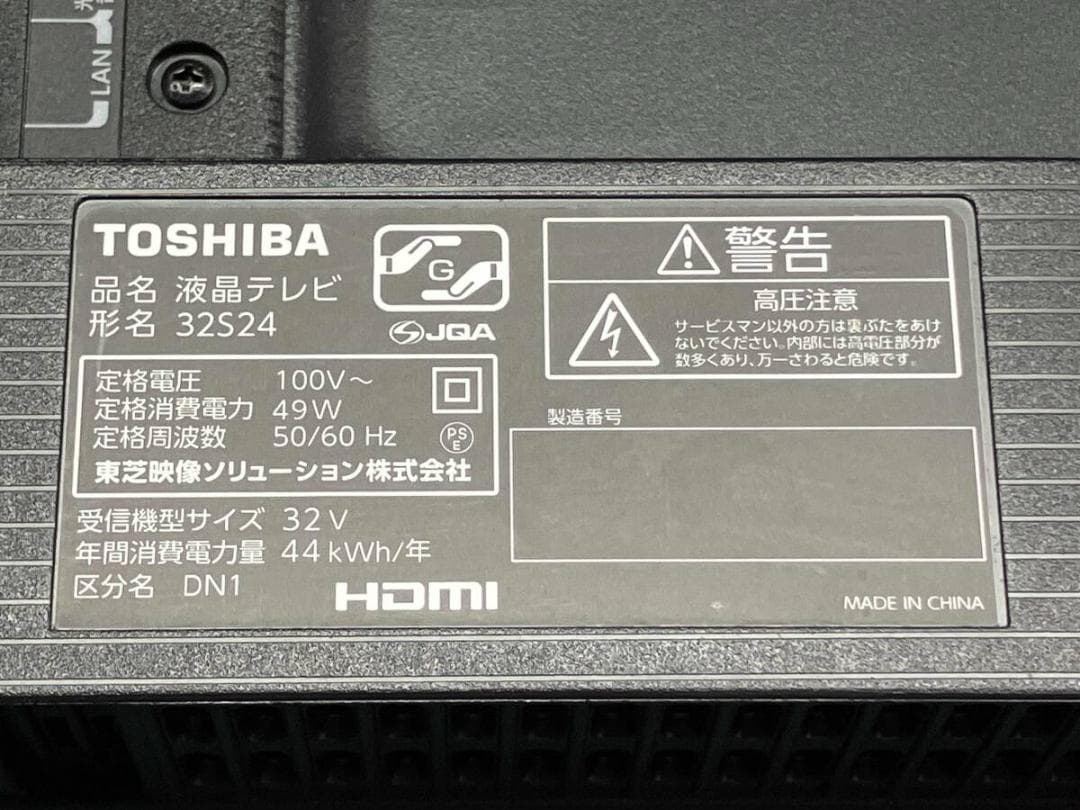 LAN
TOSHIBA
品名 液晶テレビ
形名 32S24
G
JQA
定格電圧 100V～
定格消費電力 49W
定格周波数 50/60 Hz
PS
E
東芝映像ソリューション株式会社
受信機型サイズ 32V
年間消費電力量 44kWh/年
区分名 DN1
HDMI
警告
高圧注意
サービスマン以外の方は裏ぶたをあけ
ないでください。内部には高電圧部分が
数多くあり、万一さわると危険です。
製造番号
MADE IN CHINA